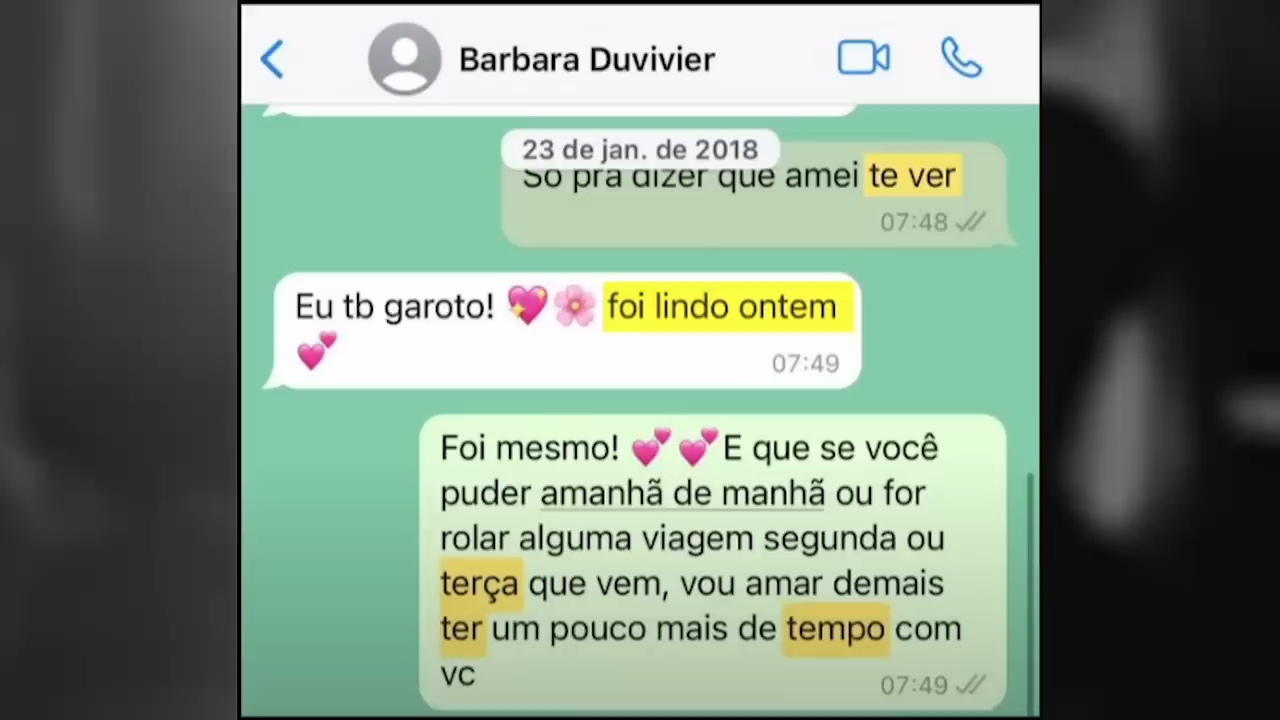 Barbara Duvivier
23 de jan. de 2018
Só pra dizer que amei te ver
07:48
Eu tb garoto! 💖🌸 foi lindo ontem
💕
07:49
Foi mesmo! 💕 💕 E que se você
puder amanhã de manhã ou for
rolar alguma viagem segunda ou
terça que vem, vou amar demais
ter um pouco mais de tempo com
vc
07:49